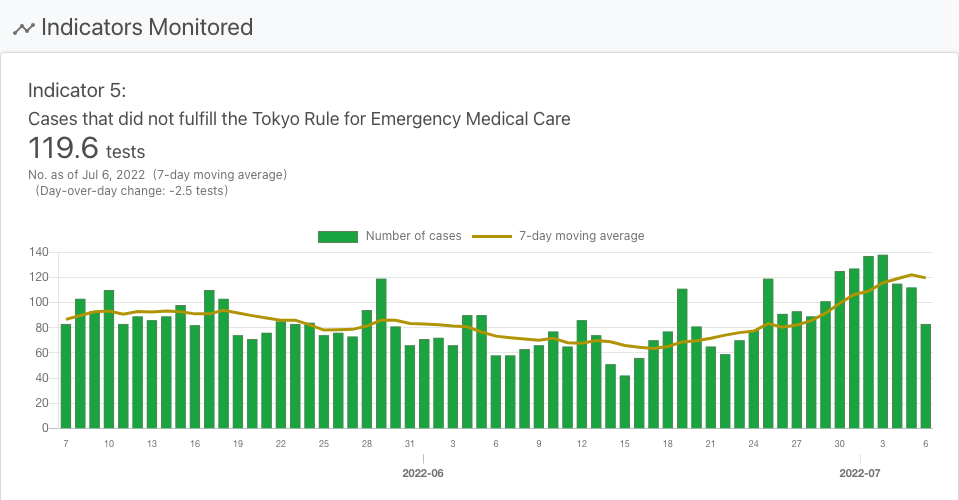 Indicators Monitored
Indicator 5:
Cases that did not fulfill the Tokyo Rule for Emergency Medical Care
119.6 tests
No. as of Jul 6, 2022 (7-day moving average)
(Day-over-day change: -2.5 tests)
Number of cases 7-day moving average
140
120
100
80
60
40
20
0
7 10 13 16 19 22 25 28 31 3 6 9 12 15 18 21 24 27 30 3 6
2022-06 2022-07